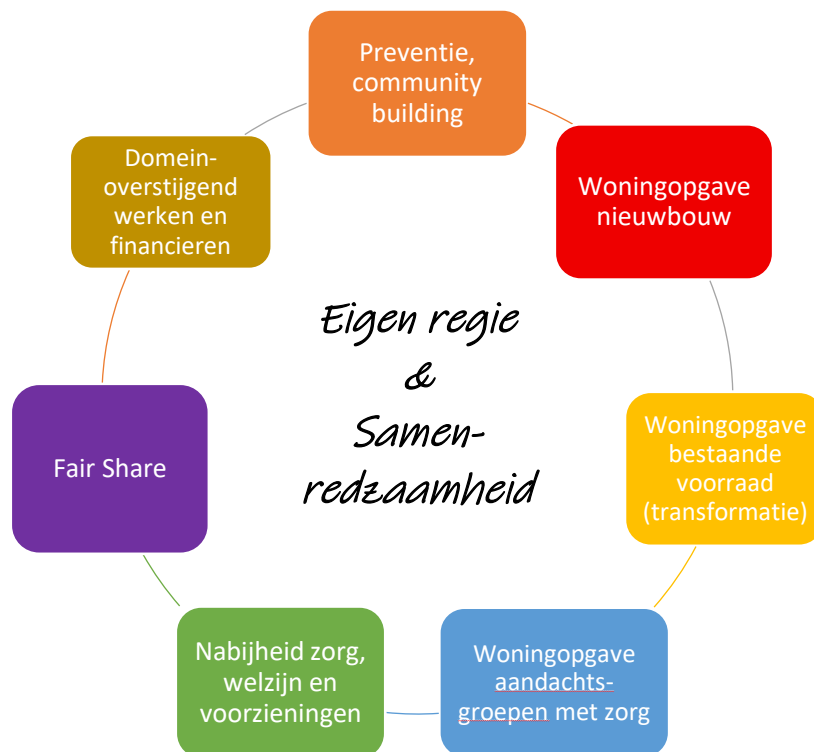 Preventie,
community
building
Woningopgave
nieuwbouw
Woningopgave
bestaande
voorraad
(transformatie)
Woningopgave
aandachts-
groepen met zorg
Nabijheid zorg,
welzijn en
voorzieningen
Fair Share
Domein-
overstijgend
werken en
financieren
Eigen regie
&
Samen-
redzaamheid